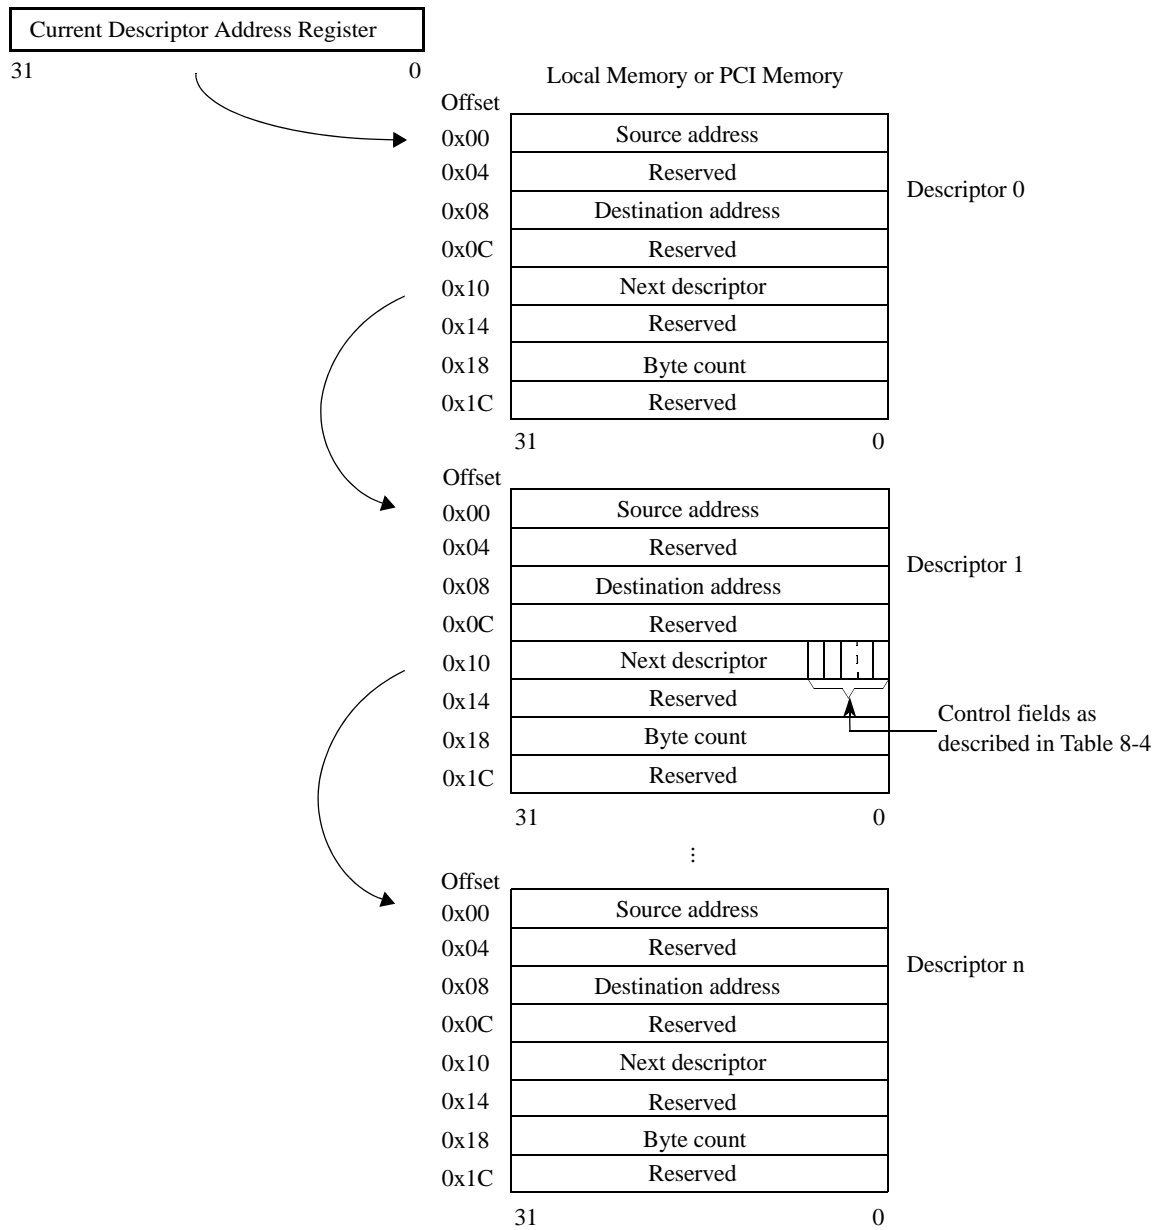 Current Descriptor Address Register
31 0
Local Memory or PCI Memory
Offset
0x00 Source address
0x04 Reserved
Descriptor 0
0x08 Destination address
0x0C Reserved
0x10 Next descriptor
0x14 Reserved
0x18 Byte count
0x1C Reserved
31 0
Offset
0x00 Source address
0x04 Reserved
Descriptor 1
0x08 Destination address
0x0C Reserved
0x10 Next descriptor
0x14 Reserved
Control fields as
described in Table 8-4
0x18 Byte count
0x1C Reserved
31 0
...
Offset
0x00 Source address
0x04 Reserved
Descriptor n
0x08 Destination address
0x0C Reserved
0x10 Next descriptor
0x14 Reserved
0x18 Byte count
0x1C Reserved
31 0